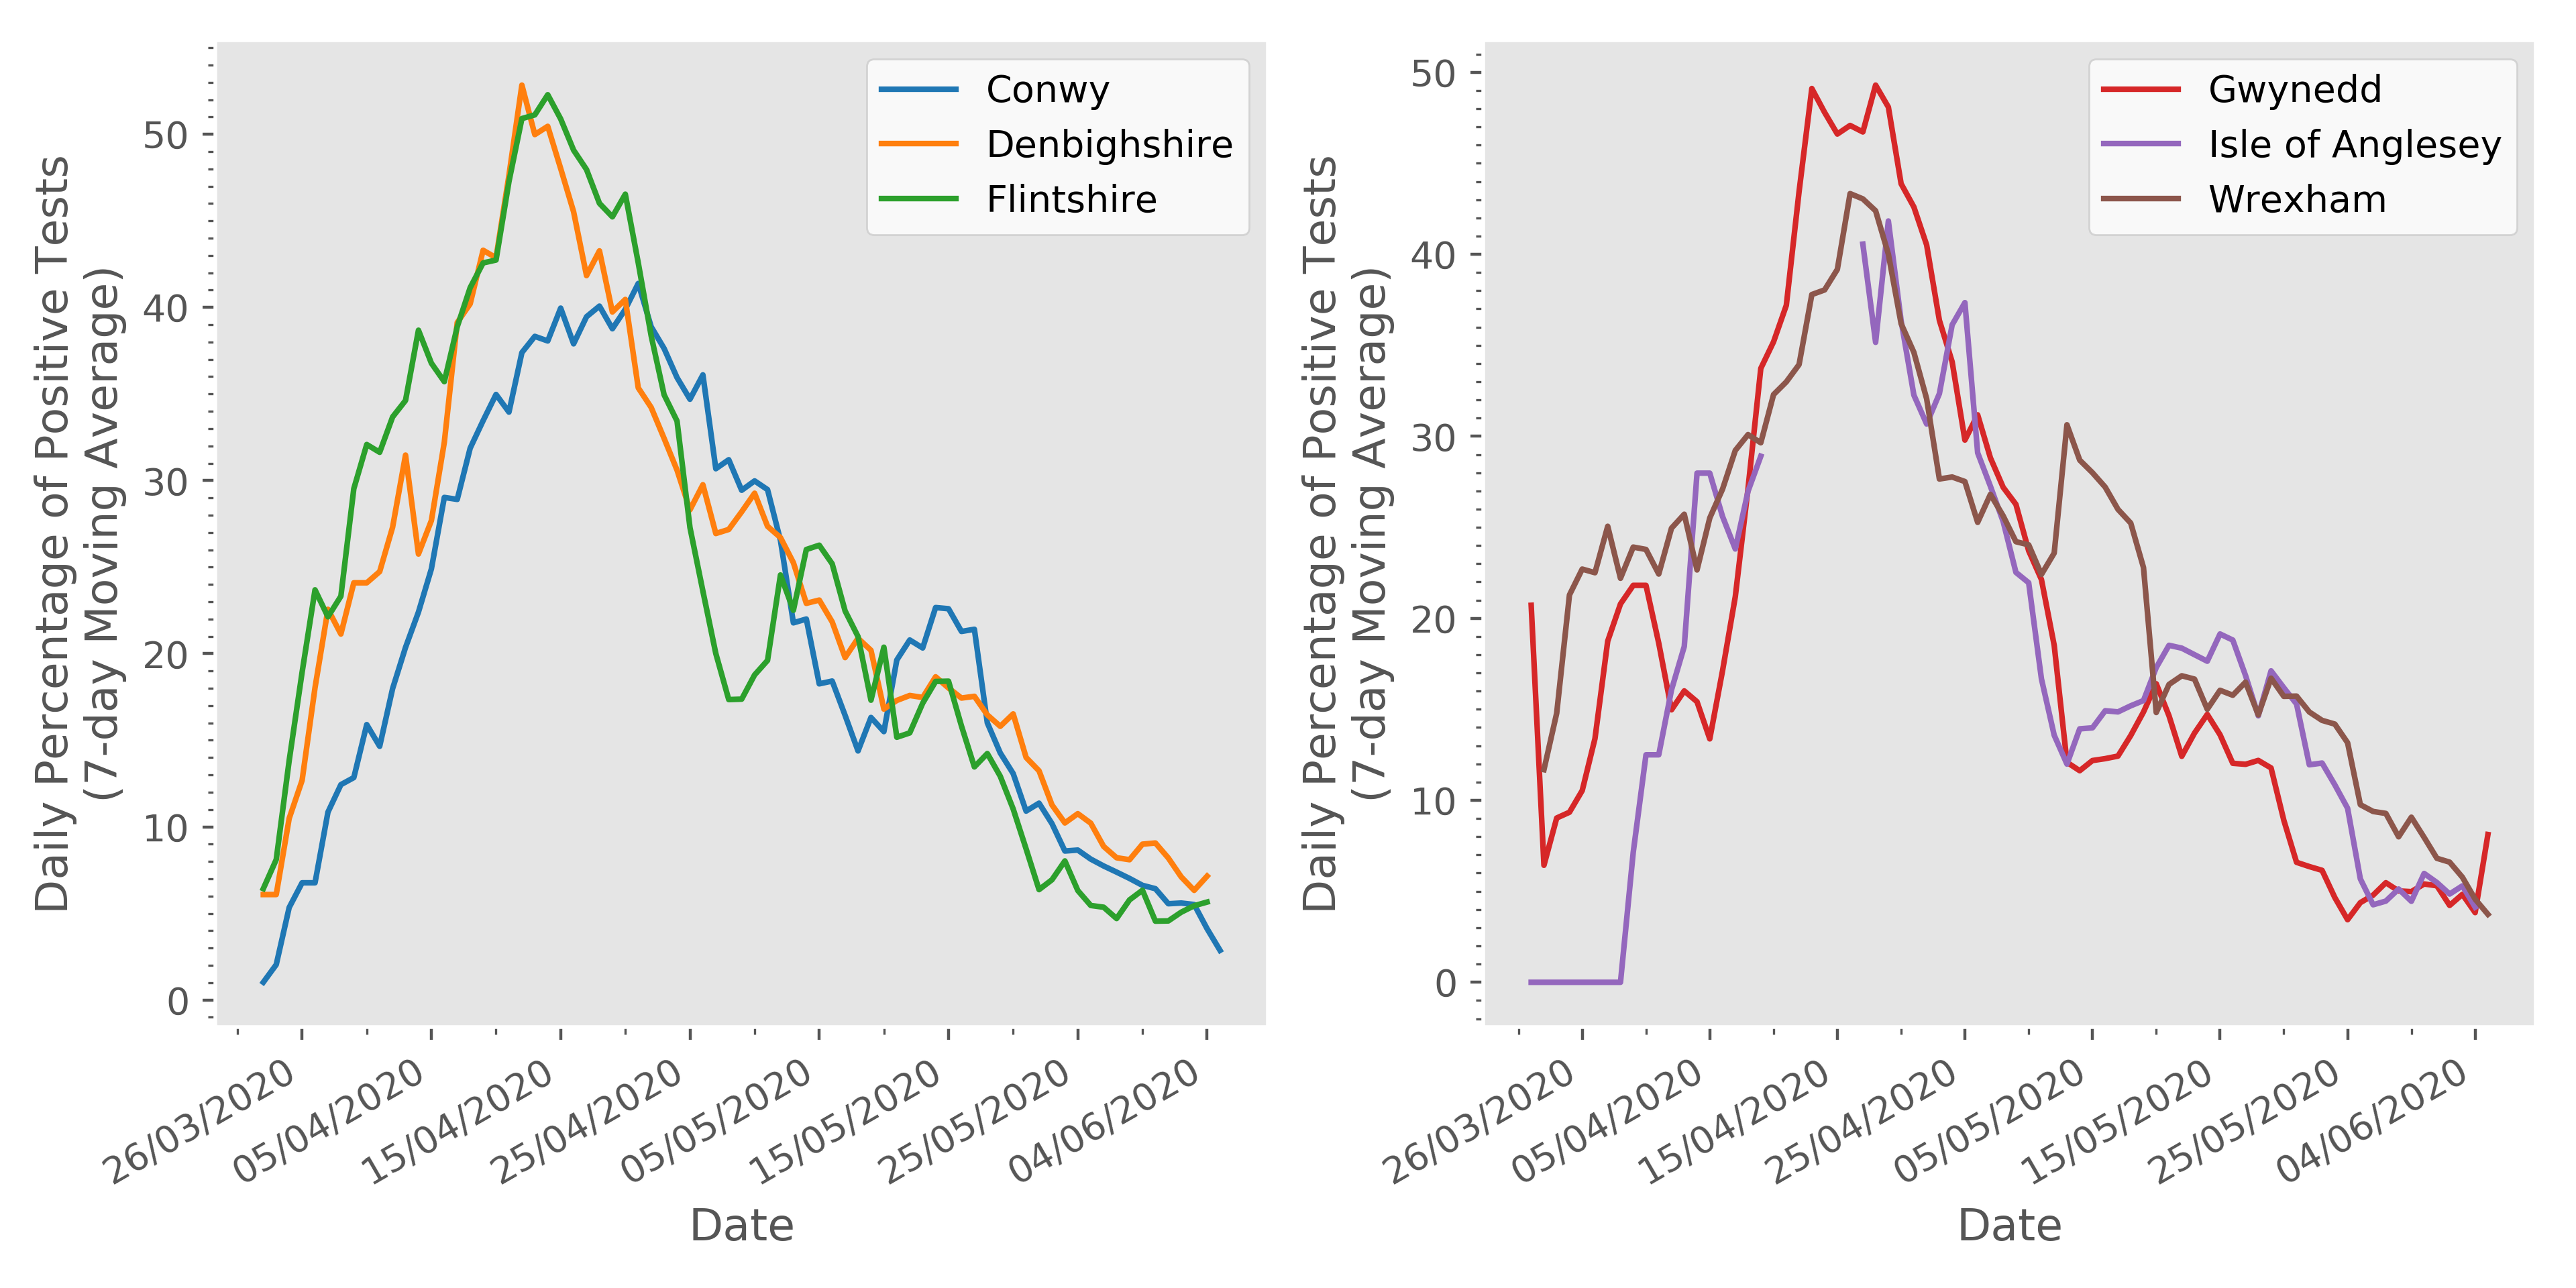 Daily Percentage of Positive Tests
(7-day Moving Average)
50
40
30
20
10
0
Conwy
Denbighshire
Flintshire
26/03/2020
05/04/2020
15/04/2020
25/04/2020
05/05/2020
15/05/2020
25/05/2020
04/06/2020
Date
Daily Percentage of Positive Tests
(7-day Moving Average)
50
40
30
20
10
0
Gwynedd
Isle of Anglesey
Wrexham
26/03/2020
05/04/2020
15/04/2020
25/04/2020
05/05/2020
15/05/2020
25/05/2020
04/06/2020
Date